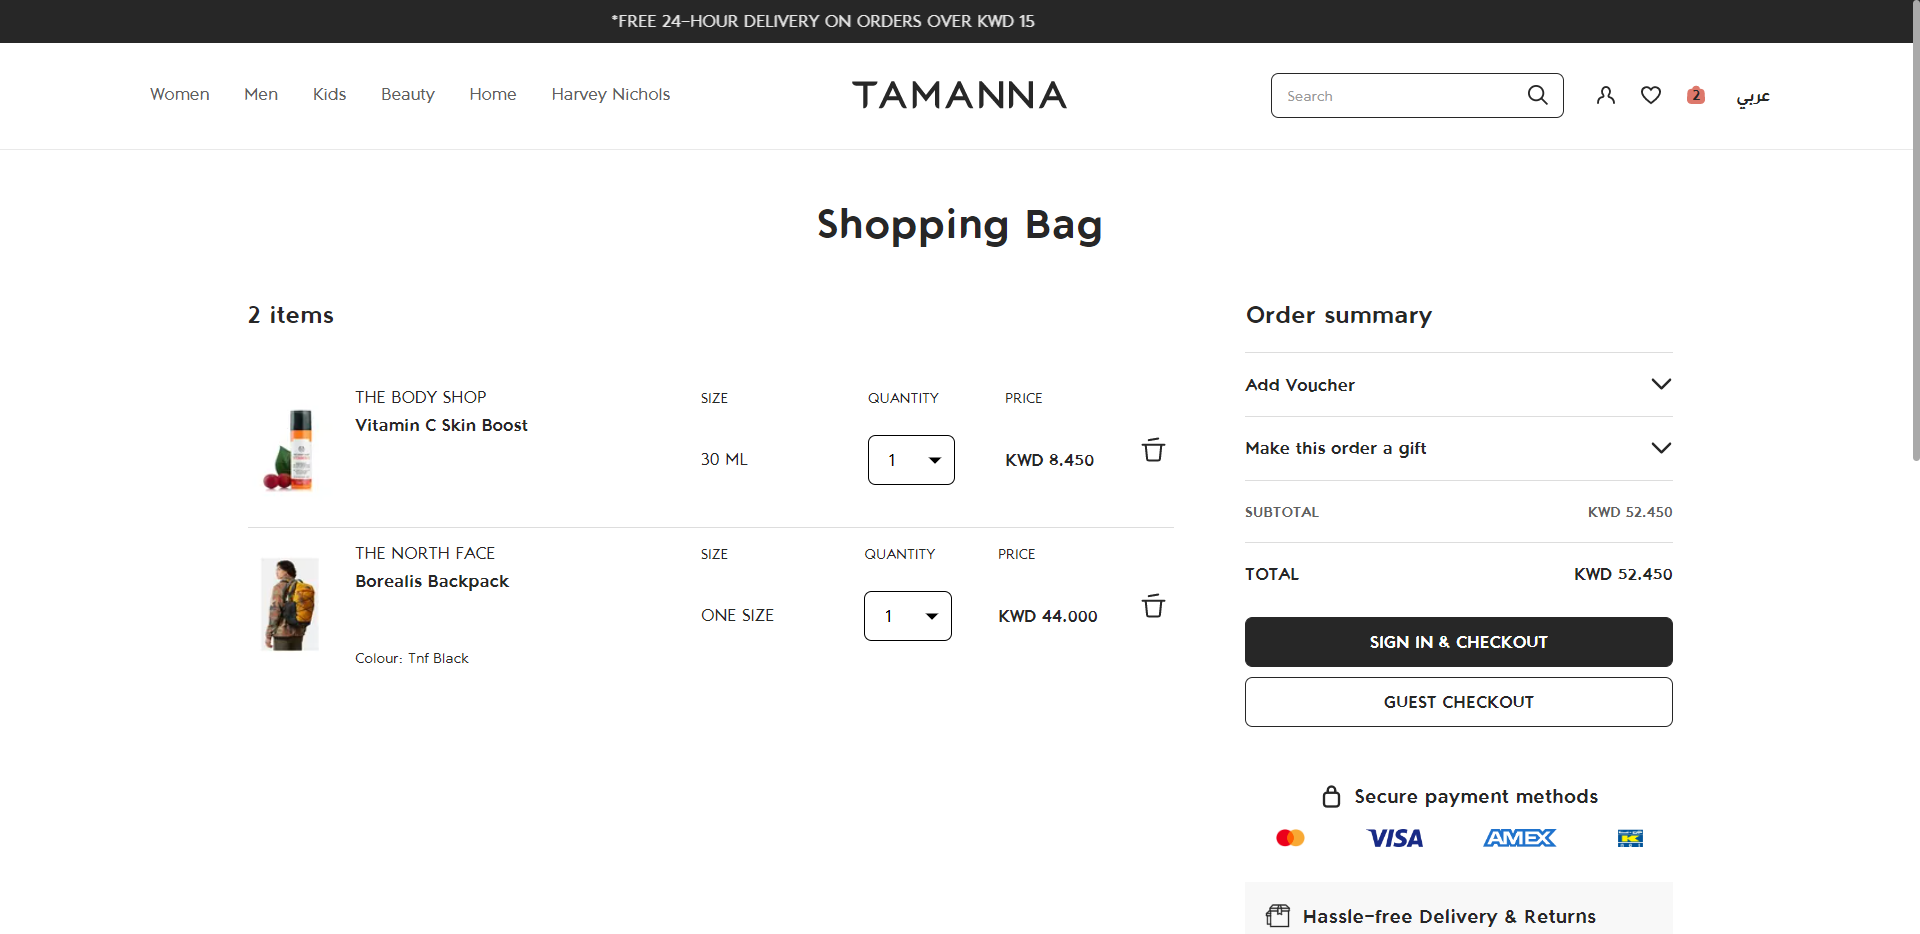 *FREE 24-HOUR DELIVERY ON ORDERS OVER KWD 15
Women Men Kids Beauty Home Harvey Nichols
TAMANNA
Search
2
عربي
Shopping Bag
2 items
THE BODY SHOP
Vitamin C Skin Boost
SIZE
30 ML
QUANTITY
1
PRICE
KWD 8.450
THE NORTH FACE
Borealis Backpack
Colour: Tnf Black
SIZE
ONE SIZE
QUANTITY
1
PRICE
KWD 44.000
Order summary
Add Voucher
Make this order a gift
SUBTOTAL KWD 52.450
TOTAL KWD 52.450
SIGN IN & CHECKOUT
GUEST CHECKOUT
Secure payment methods
VISA
AMEX
Hassle-free Delivery & Returns